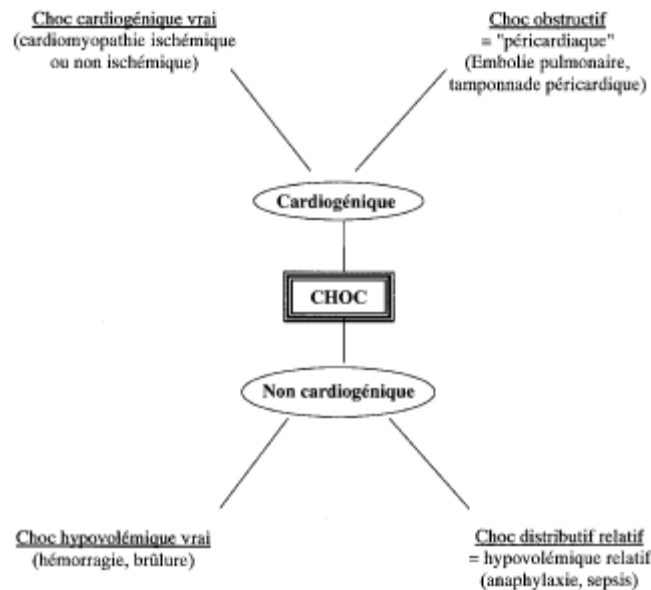 Choc cardiogénique vrai
(cardiomyopathie ischémique
ou non ischémique)
Choc obstructif
= "péricardiaque"
(Embolie pulmonaire,
tamponnade péricardique)
Cardiogénique
CHOC
Non cardiogénique
Choc hypovolémique vrai
(hémorragie, brûlure)
Choc distributif relatif
= hypovolémique relatif
(anaphylaxie, sepsis)